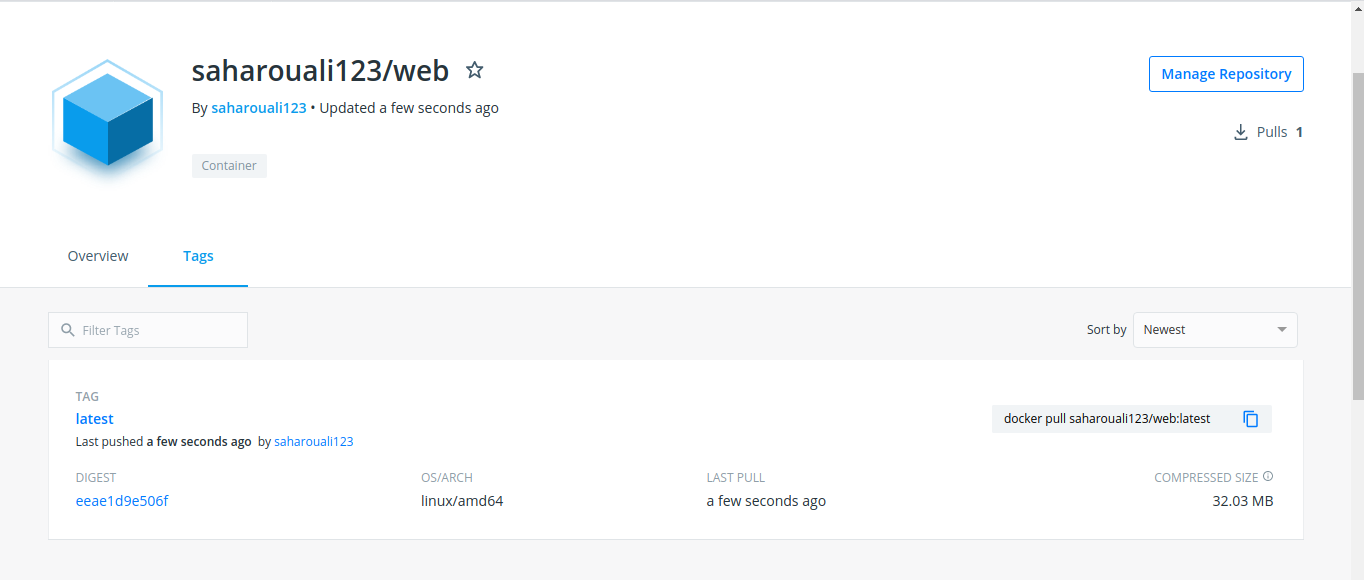 saharouali123/web
Manage Repository
By saharouali123 • Updated a few seconds ago
Pulls 1
Container
Overview Tags
Filter Tags
Sort by Newest
TAG
latest
docker pull saharouali123/web:latest
Last pushed a few seconds ago by saharouali123
DIGEST OS/ARCH LAST PULL COMPRESSED SIZE
eeae1d9e506f linux/amd64 a few seconds ago 32.03 MB